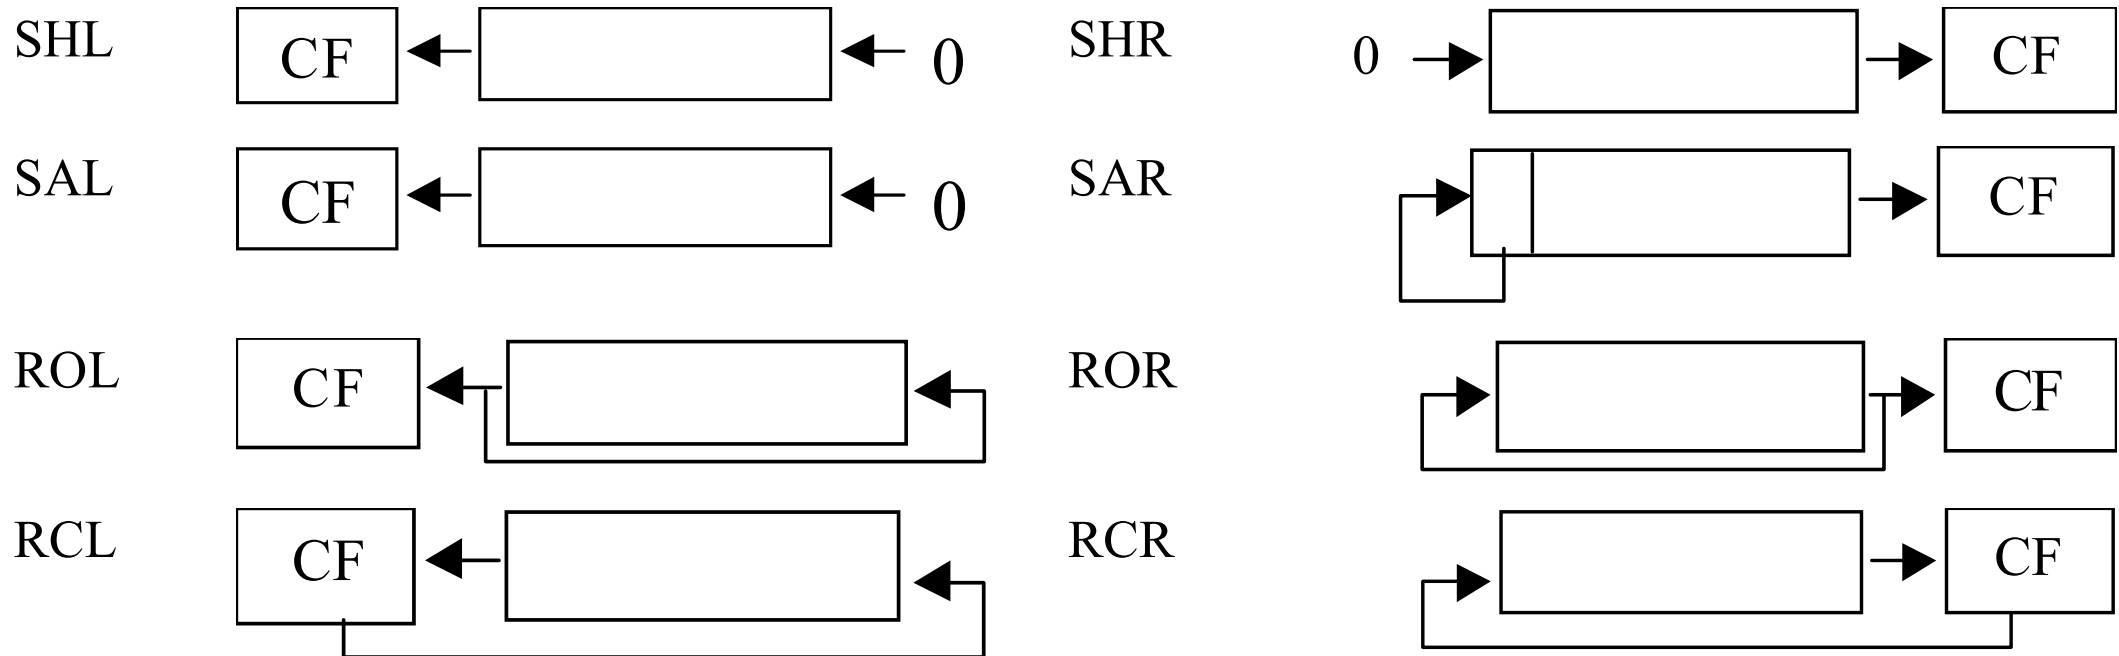 SHL CF 0 SHR 0 CF
SAL CF 0 SAR CF
ROL CF ROR CF
RCL CF RCR CF